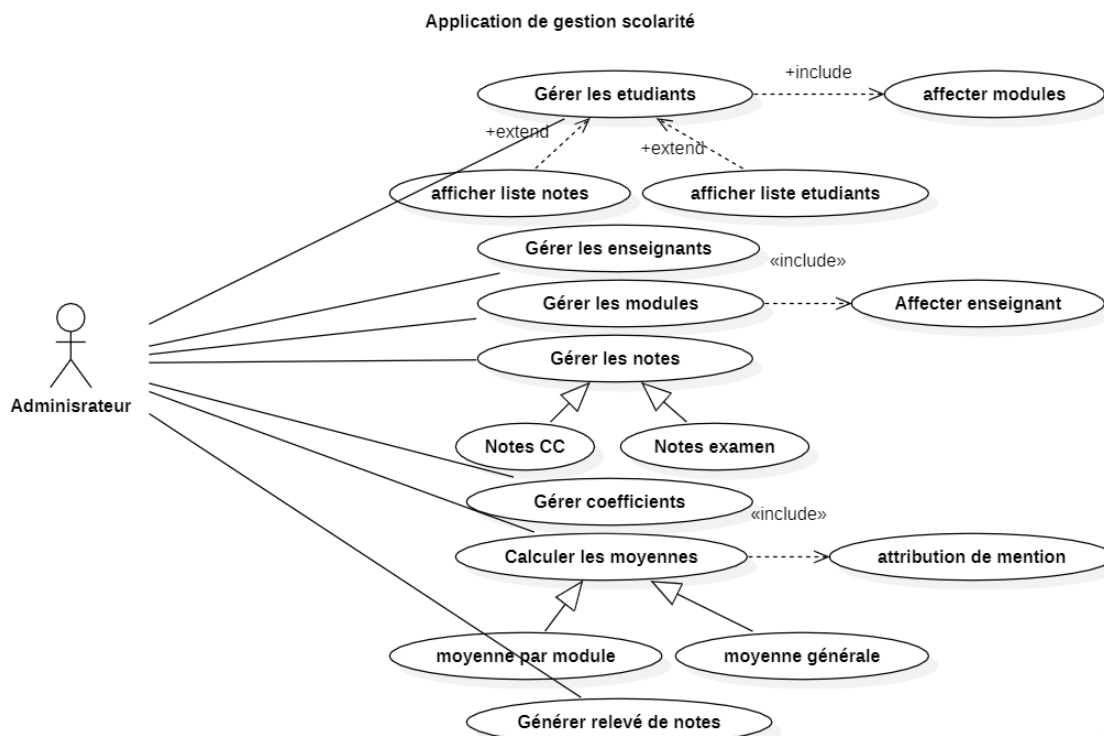 Application de gestion scolarité
+include
Gérer les etudiants
affecter modules
+extend
+extend
afficher liste notes
afficher liste etudiants
Gérer les enseignants
«include»
Gérer les modules
Affecter enseignant
Gérer les notes
Adminisrateur
Notes CC
Notes examen
Gérer coefficients
«include»
Calculer les moyennes
attribution de mention
moyenne par module
moyenne générale
Générer relevé de notes